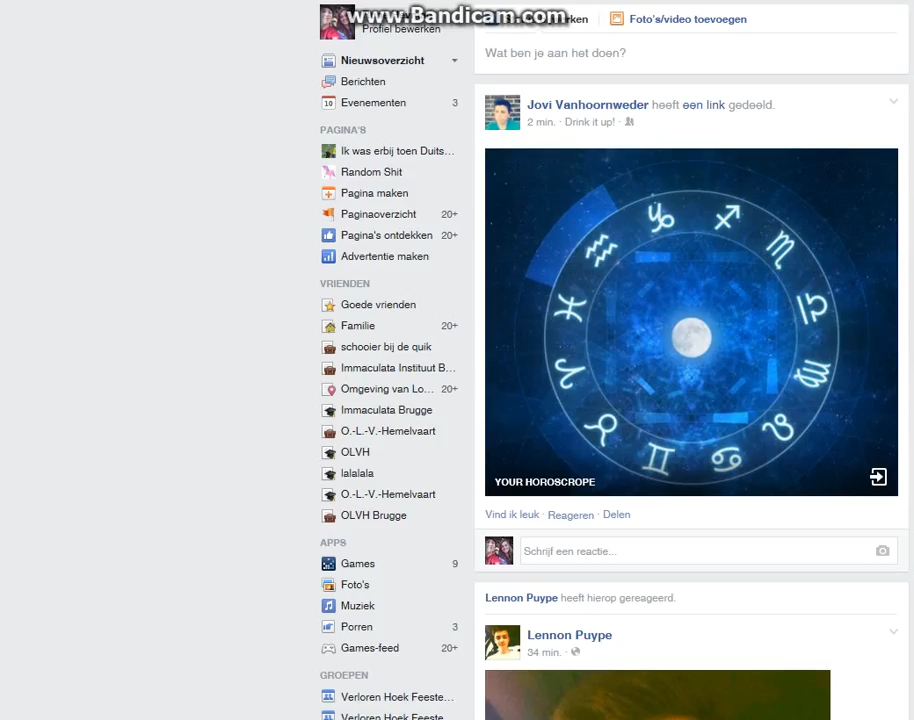 www.Bandicam.com
Profiel bewerken
Nieuwsoverzicht
Berichten
Evenementen 3
PAGINA'S
Ik was erbij toen Duits...
Random Shit
Pagina maken
Paginaoverzicht 20+
Pagina's ontdekken 20+
Advertentie maken
VRIENDEN
Goede vrienden
Familie 20+
schooier bij de quik
Immaculata Instituut B...
Omgeving van Lo... 20+
Immaculata Brugge
O.-L.-V.-Hemelvaart
OLVH
lalalala
O.-L.-V.-Hemelvaart
OLVH Brugge
APPS
Games 9
Foto's
Muziek
Porren 3
Games-feed 20+
GROEPEN
Verloren Hoek Feeste...
Verloren Hoek Feeste...
Foto's/video toevoegen
Wat ben je aan het doen?
Jovi Vanhoornweder heeft een link gedeeld.
2 min. · Drink it up! ·
10
YOUR HOROSCROPE
Vind ik leuk · Reageren · Delen
Schrijf een reactie...
Lennon Puype heeft hierop gereageerd.
Lennon Puype
34 min. ·